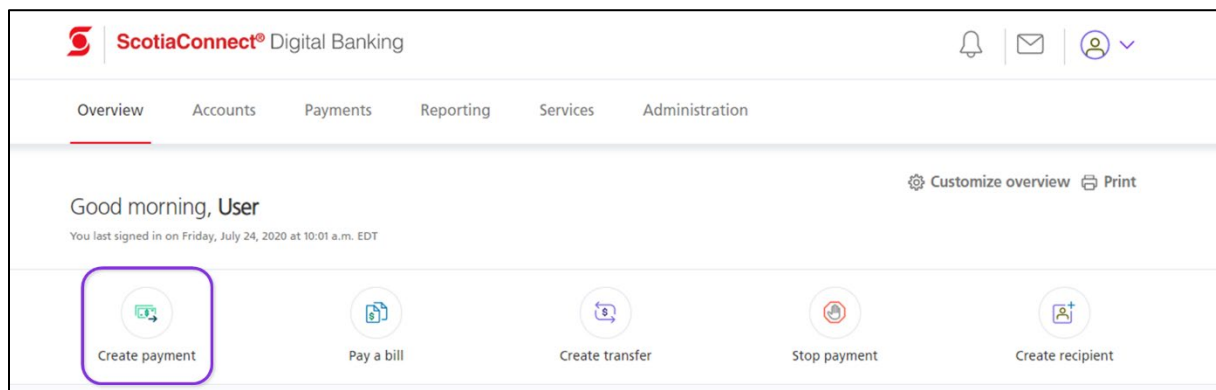 ScotiaConnect® Digital Banking
Overview Accounts Payments Reporting Services Administration
Customize overview Print
Good morning, User
You last signed in on Friday, July 24, 2020 at 10:01 a.m. EDT
Create payment Pay a bill Create transfer Stop payment Create recipient